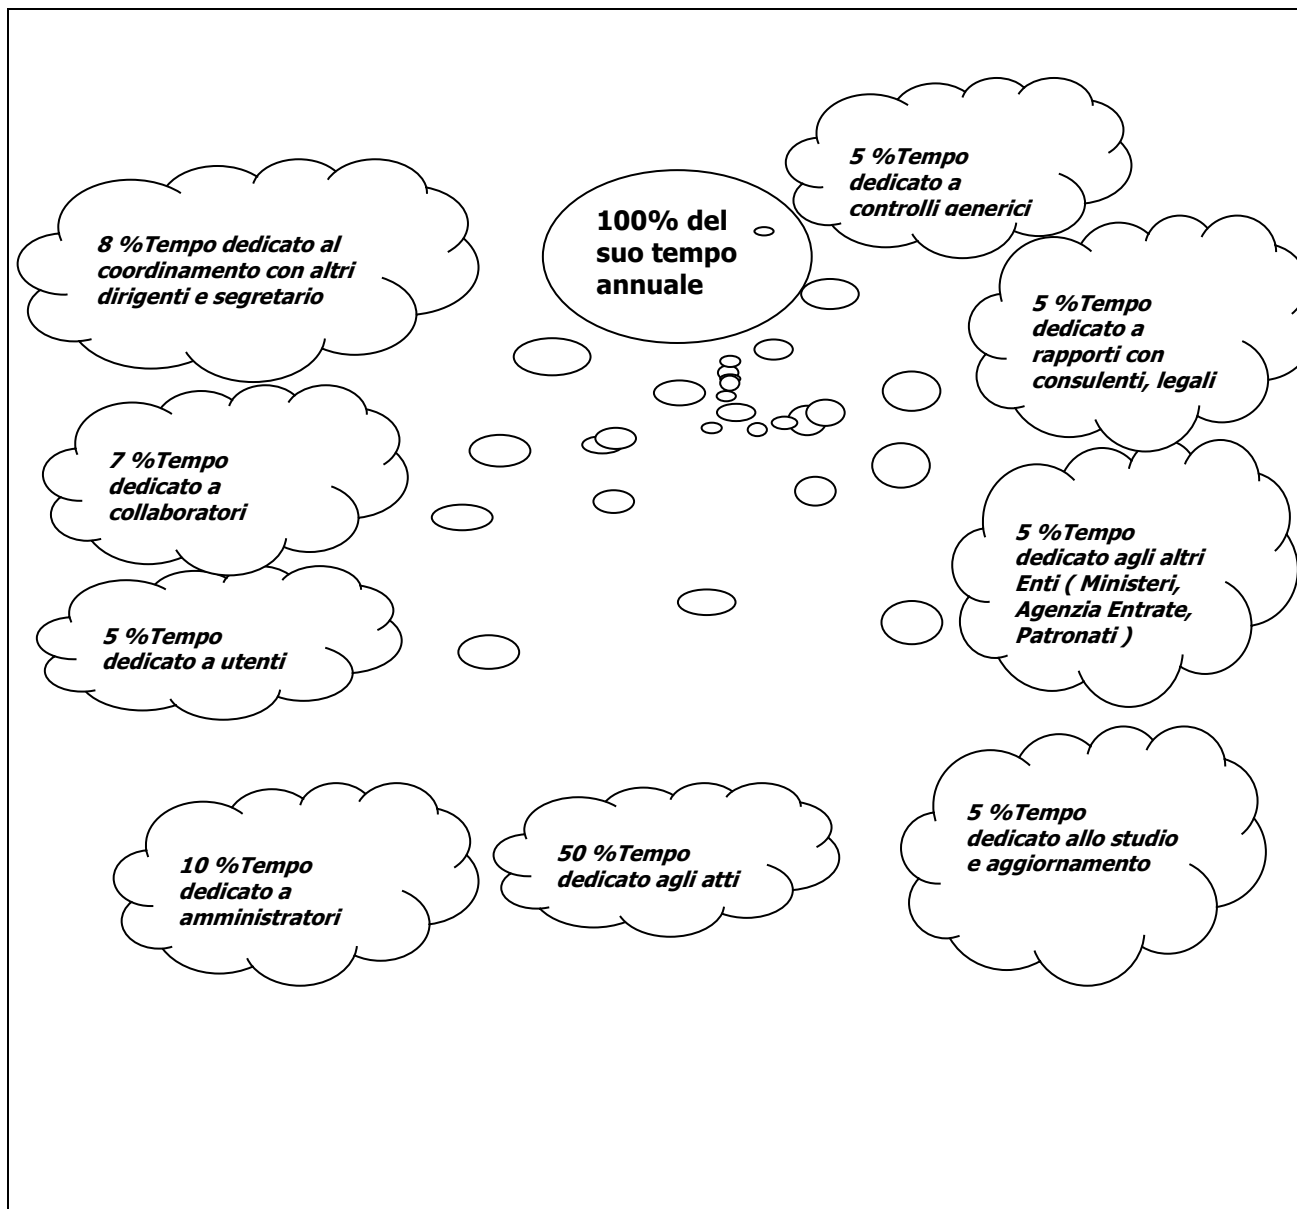 100% del
suo tempo
annuale
5 %Tempo
dedicato a
controlli generici
8 %Tempo dedicato al
coordinamento con altri
dirigenti e segretario
5 %Tempo
dedicato a
rapporti con
consulenti, legali
7 %Tempo
dedicato a
collaboratori
5 %Tempo
dedicato agli altri
Enti ( Ministeri,
Agenzia Entrate,
Patronati )
5 %Tempo
dedicato a utenti
10 %Tempo
dedicato a
amministratori
50 %Tempo
dedicato agli atti
5 %Tempo
dedicato allo studio
e aggiornamento